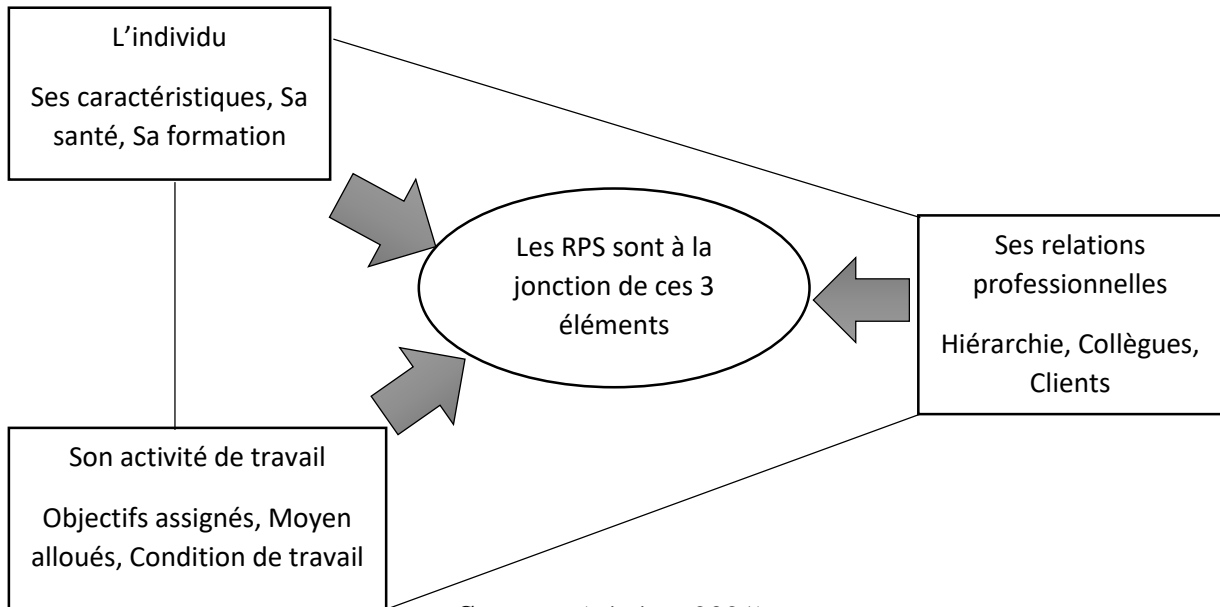 L’individu
Ses caractéristiques, Sa
santé, Sa formation
Les RPS sont à la
jonction de ces 3
éléments
Ses relations
professionnelles
Hiérarchie, Collègues,
Clients
Son activité de travail
Objectifs assignés, Moyen
alloués, Condition de travail